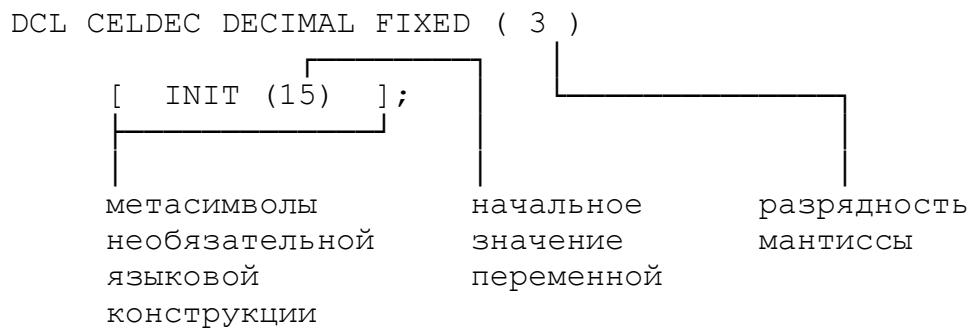 DCL CELDEC DECIMAL FIXED ( 3 )
[ INIT (15) ];
метасимволы начальное разрядность
необязательной значение мантиссы
языковой переменной
конструкции